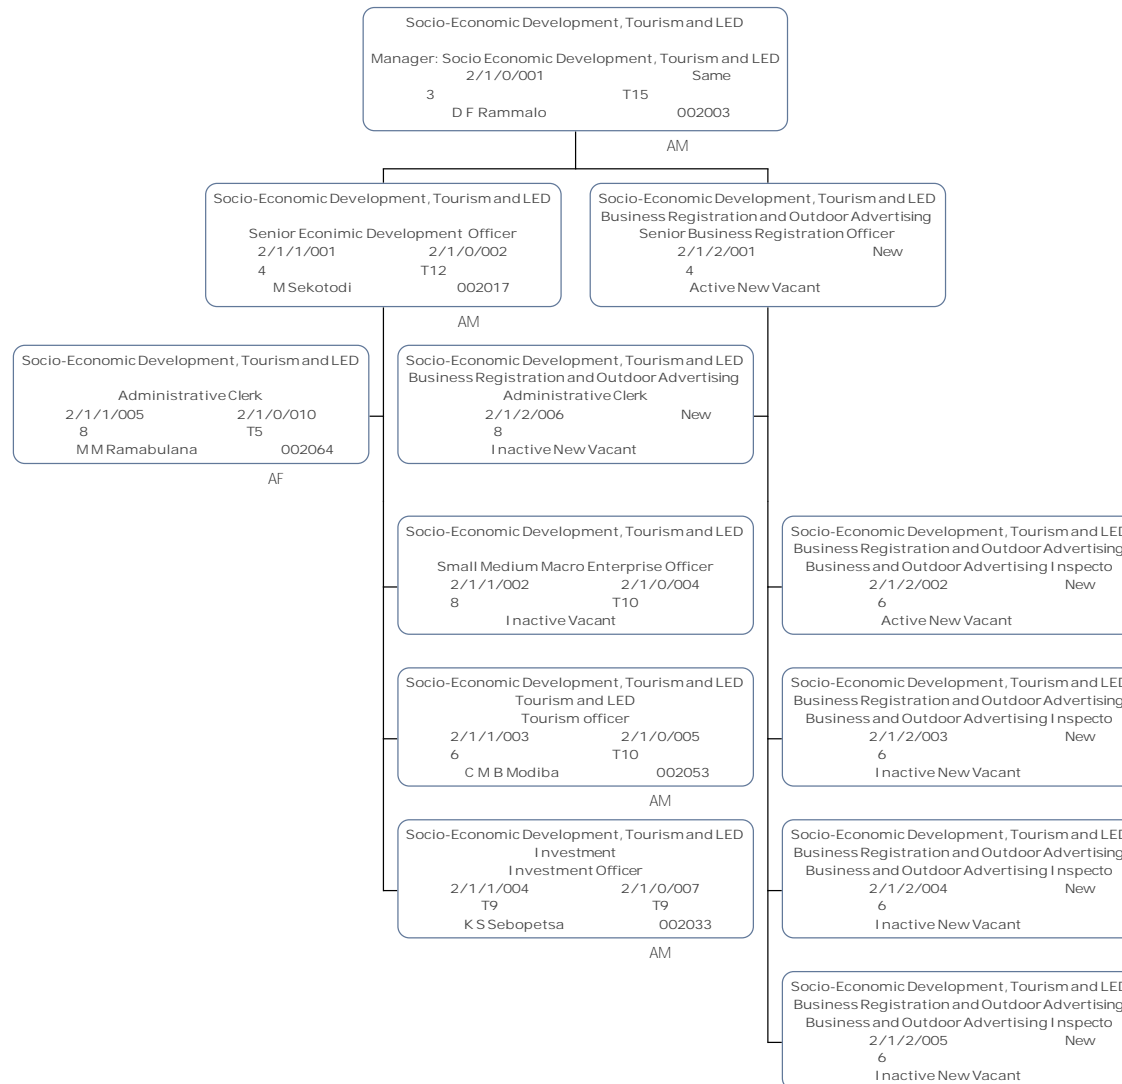 Socio-Economic Development, Tourism and LED
Manager: Socio Economic Development, Tourism and LED
2/1/0/001 Same
3 T15
D F Rammalo 002003
AM
Socio-Economic Development, Tourism and LED
Senior Econimic Development Officer
2/1/1/001 2/1/0/002
4 T12
M Sekotodi 002017
AM
Socio-Economic Development, Tourism and LED
Business Registration and Outdoor Advertising
Senior Business Registration Officer
2/1/2/001 New
4
Active New Vacant
Socio-Economic Development, Tourism and LED
Administrative Clerk
2/1/1/005 2/1/0/010
8 T5
M M Ramabulana 002064
AF
Socio-Economic Development, Tourism and LED
Business Registration and Outdoor Advertising
Administrative Clerk
2/1/2/006 New
8
Inactive New Vacant
Socio-Economic Development, Tourism and LED
Small Medium Macro Enterprise Officer
2/1/1/002 2/1/0/004
8 T10
Inactive Vacant
Socio-Economic Development, Tourism and LED
Business Registration and Outdoor Advertising
Business and Outdoor Advertising Inspecto
2/1/2/002 New
6
Active New Vacant
Socio-Economic Development, Tourism and LED
Tourism and LED
Tourism officer
2/1/1/003 2/1/0/005
6 T10
C M B Modiba 002053
AM
Socio-Economic Development, Tourism and LED
Business Registration and Outdoor Advertising
Business and Outdoor Advertising Inspecto
2/1/2/003 New
6
Inactive New Vacant
Socio-Economic Development, Tourism and LED
Investment
Investment Officer
2/1/1/004 2/1/0/007
T9 T9
K S Sebopetsa 002033
AM
Socio-Economic Development, Tourism and LED
Business Registration and Outdoor Advertising
Business and Outdoor Advertising Inspecto
2/1/2/004 New
6
Inactive New Vacant
Socio-Economic Development, Tourism and LED
Business Registration and Outdoor Advertising
Business and Outdoor Advertising Inspecto
2/1/2/005 New
6
Inactive New Vacant